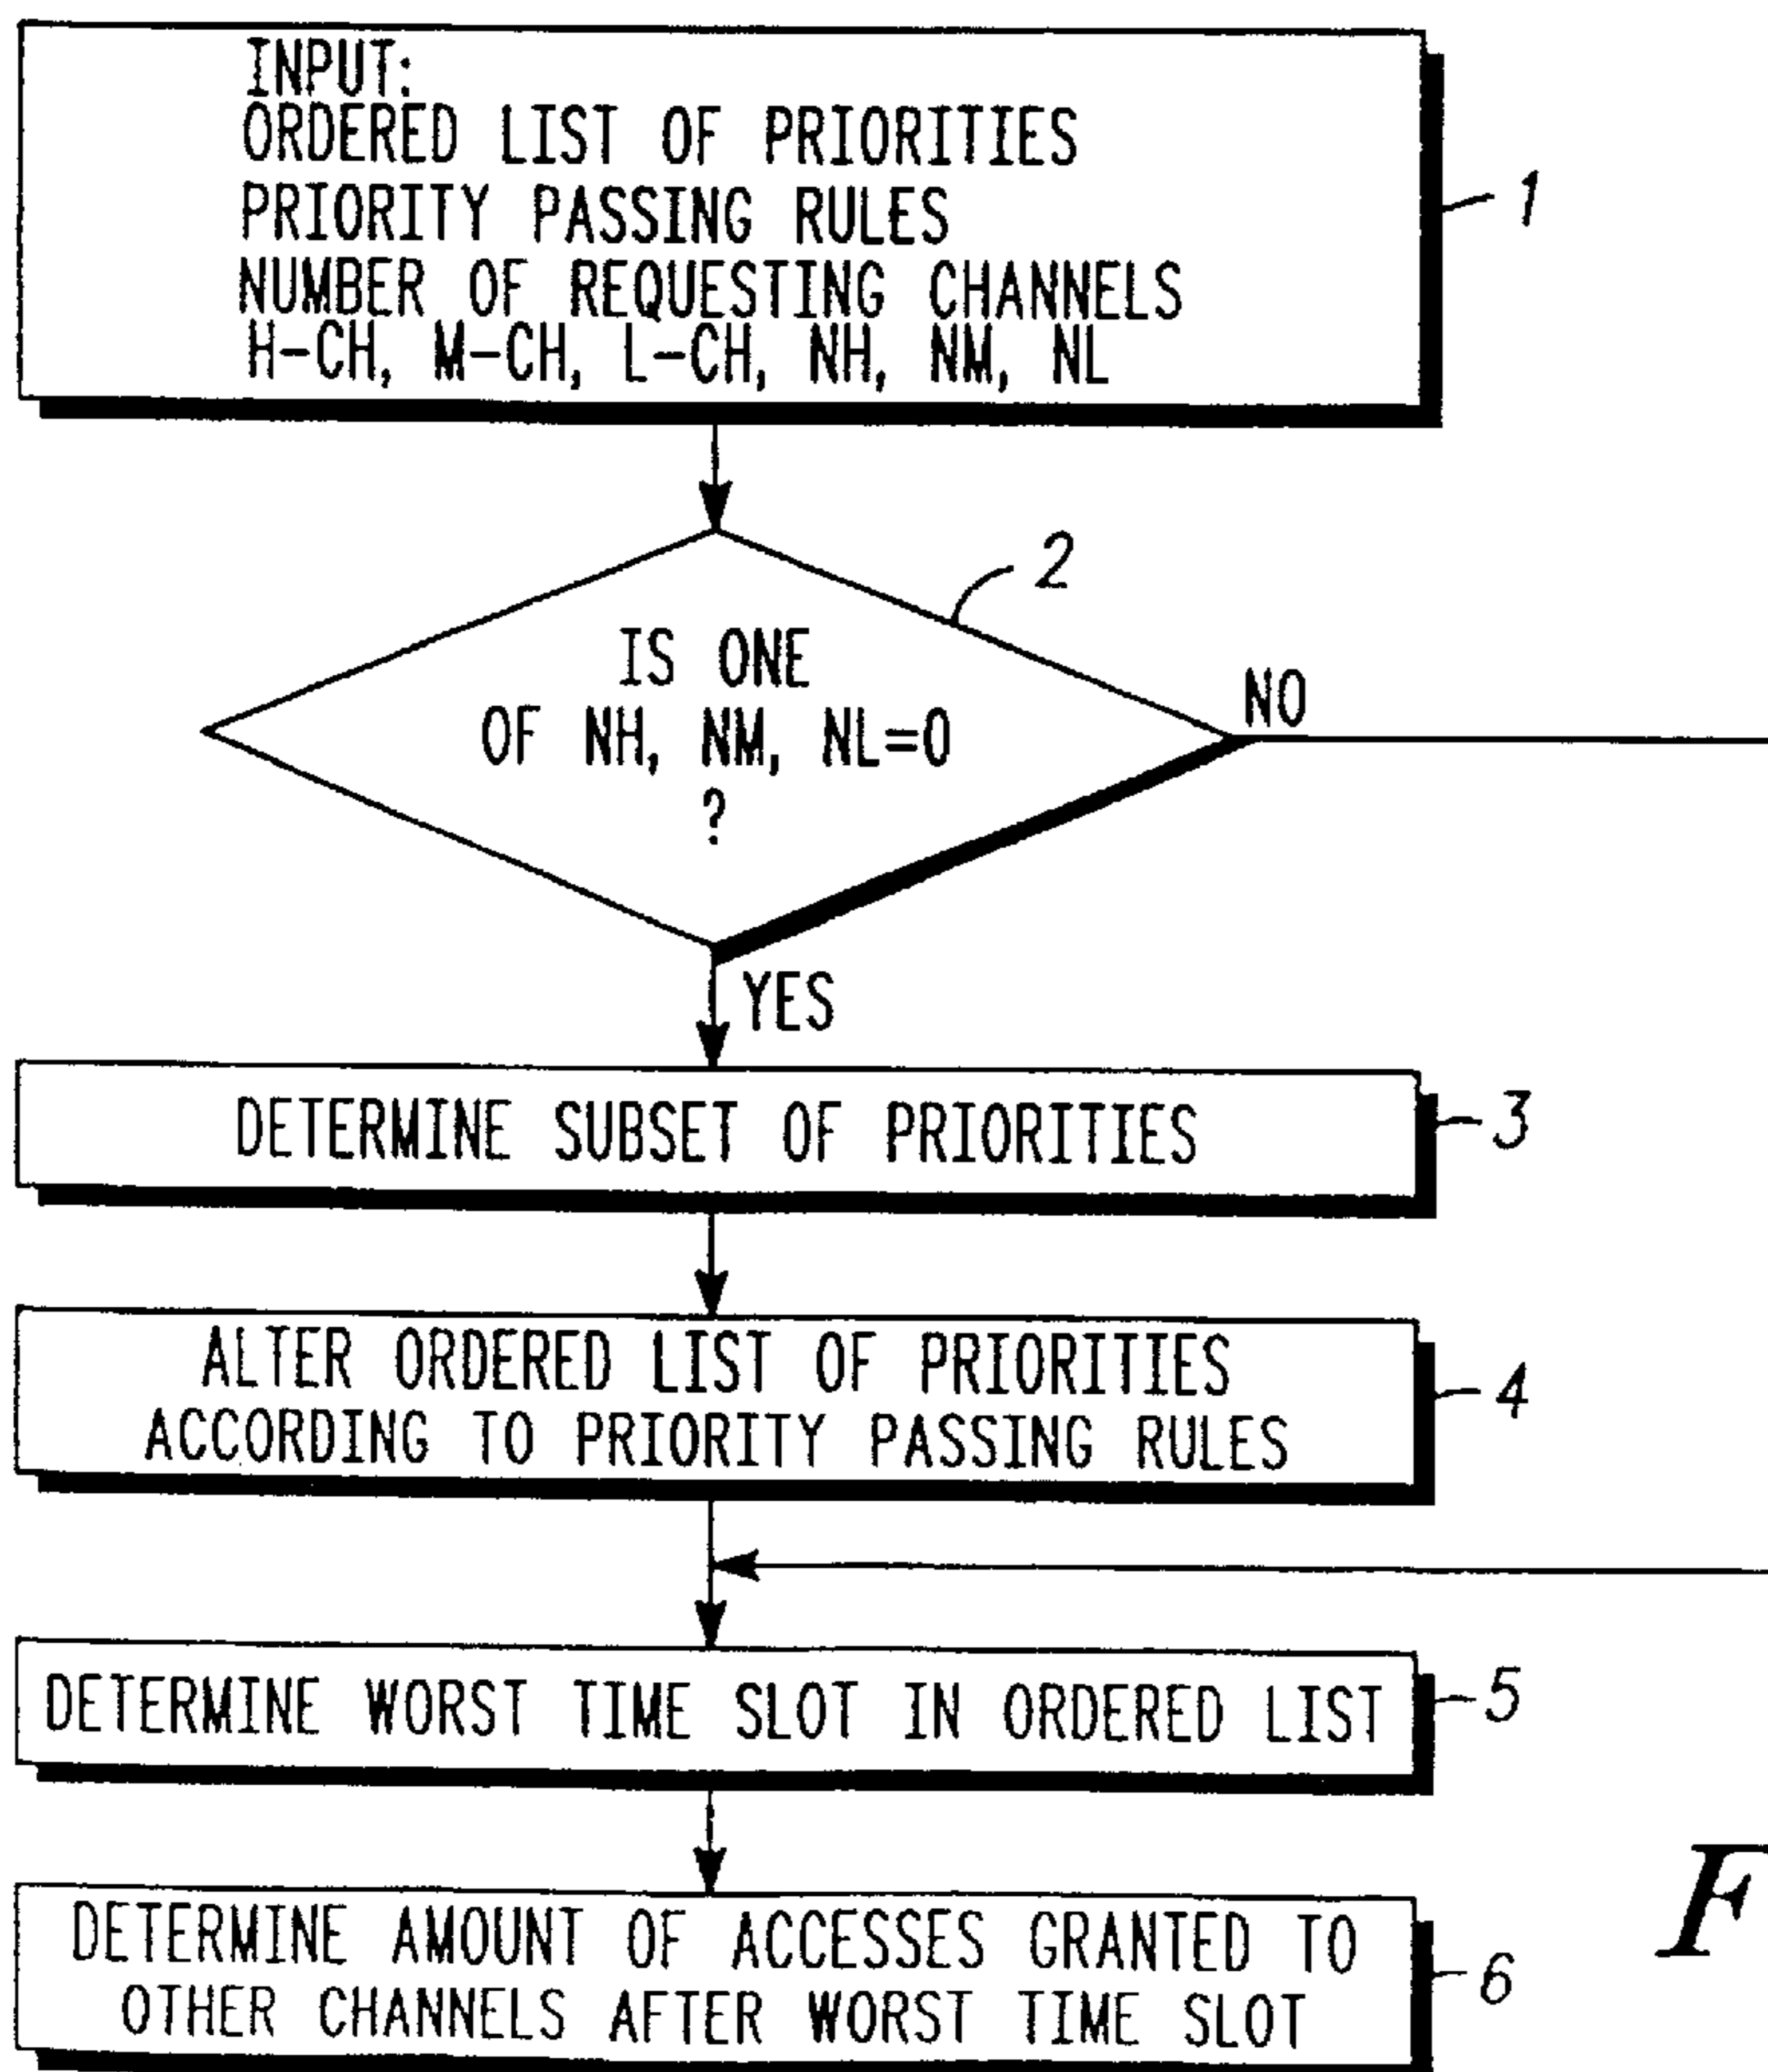 INPUT:
ORDERED LIST OF PRIORITIES
PRIORITY PASSING RULES
NUMBER OF REQUESTING CHANNELS
H-CH, M-CH, L-CH, NH, NM, NL
1
2
IS ONE
OF NH, NM, NL=0
?
NO
YES
DETERMINE SUBSET OF PRIORITIES
3
ALTER ORDERED LIST OF PRIORITIES
ACCORDING TO PRIORITY PASSING RULES
4
DETERMINE WORST TIME SLOT IN ORDERED LIST
5
DETERMINE AMOUNT OF ACCESSES GRANTED TO
OTHER CHANNELS AFTER WORST TIME SLOT
6
F